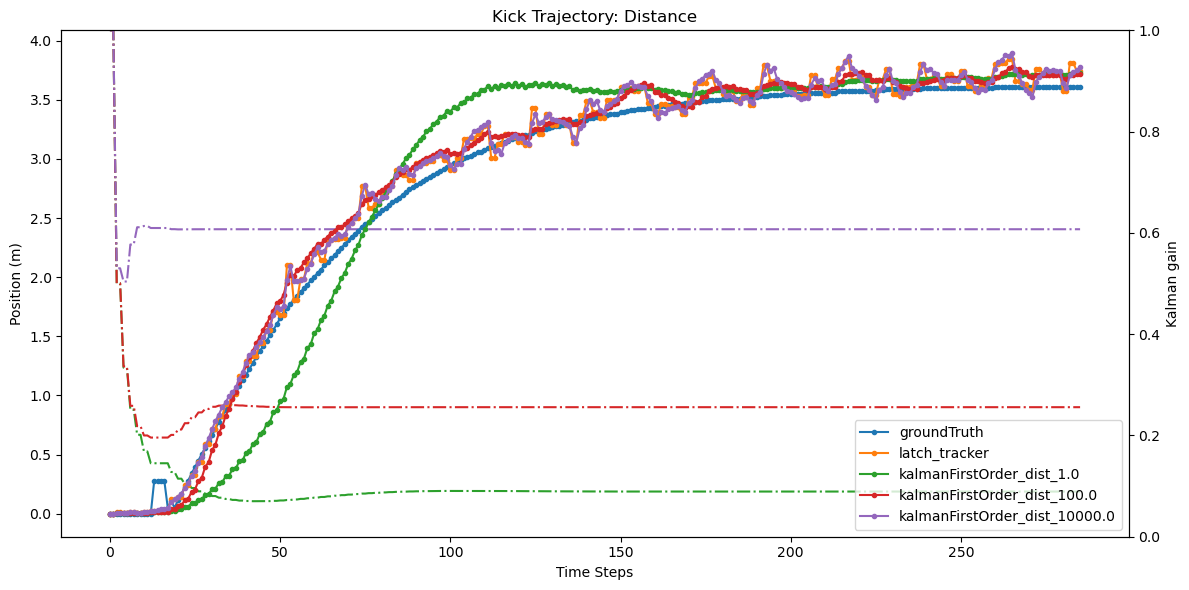 Kick Trajectory: Distance
Position (m)
4.0
3.5
3.0
2.5
2.0
1.5
1.0
0.5
0.0
1.0
0.8
0.6
0.4
0.2
0.0
Kalman gain
groundTruth
latch_tracker
kalmanFirstOrder_dist_1.0
kalmanFirstOrder_dist_100.0
kalmanFirstOrder_dist_10000.0
0 50 100 150 200 250
Time Steps